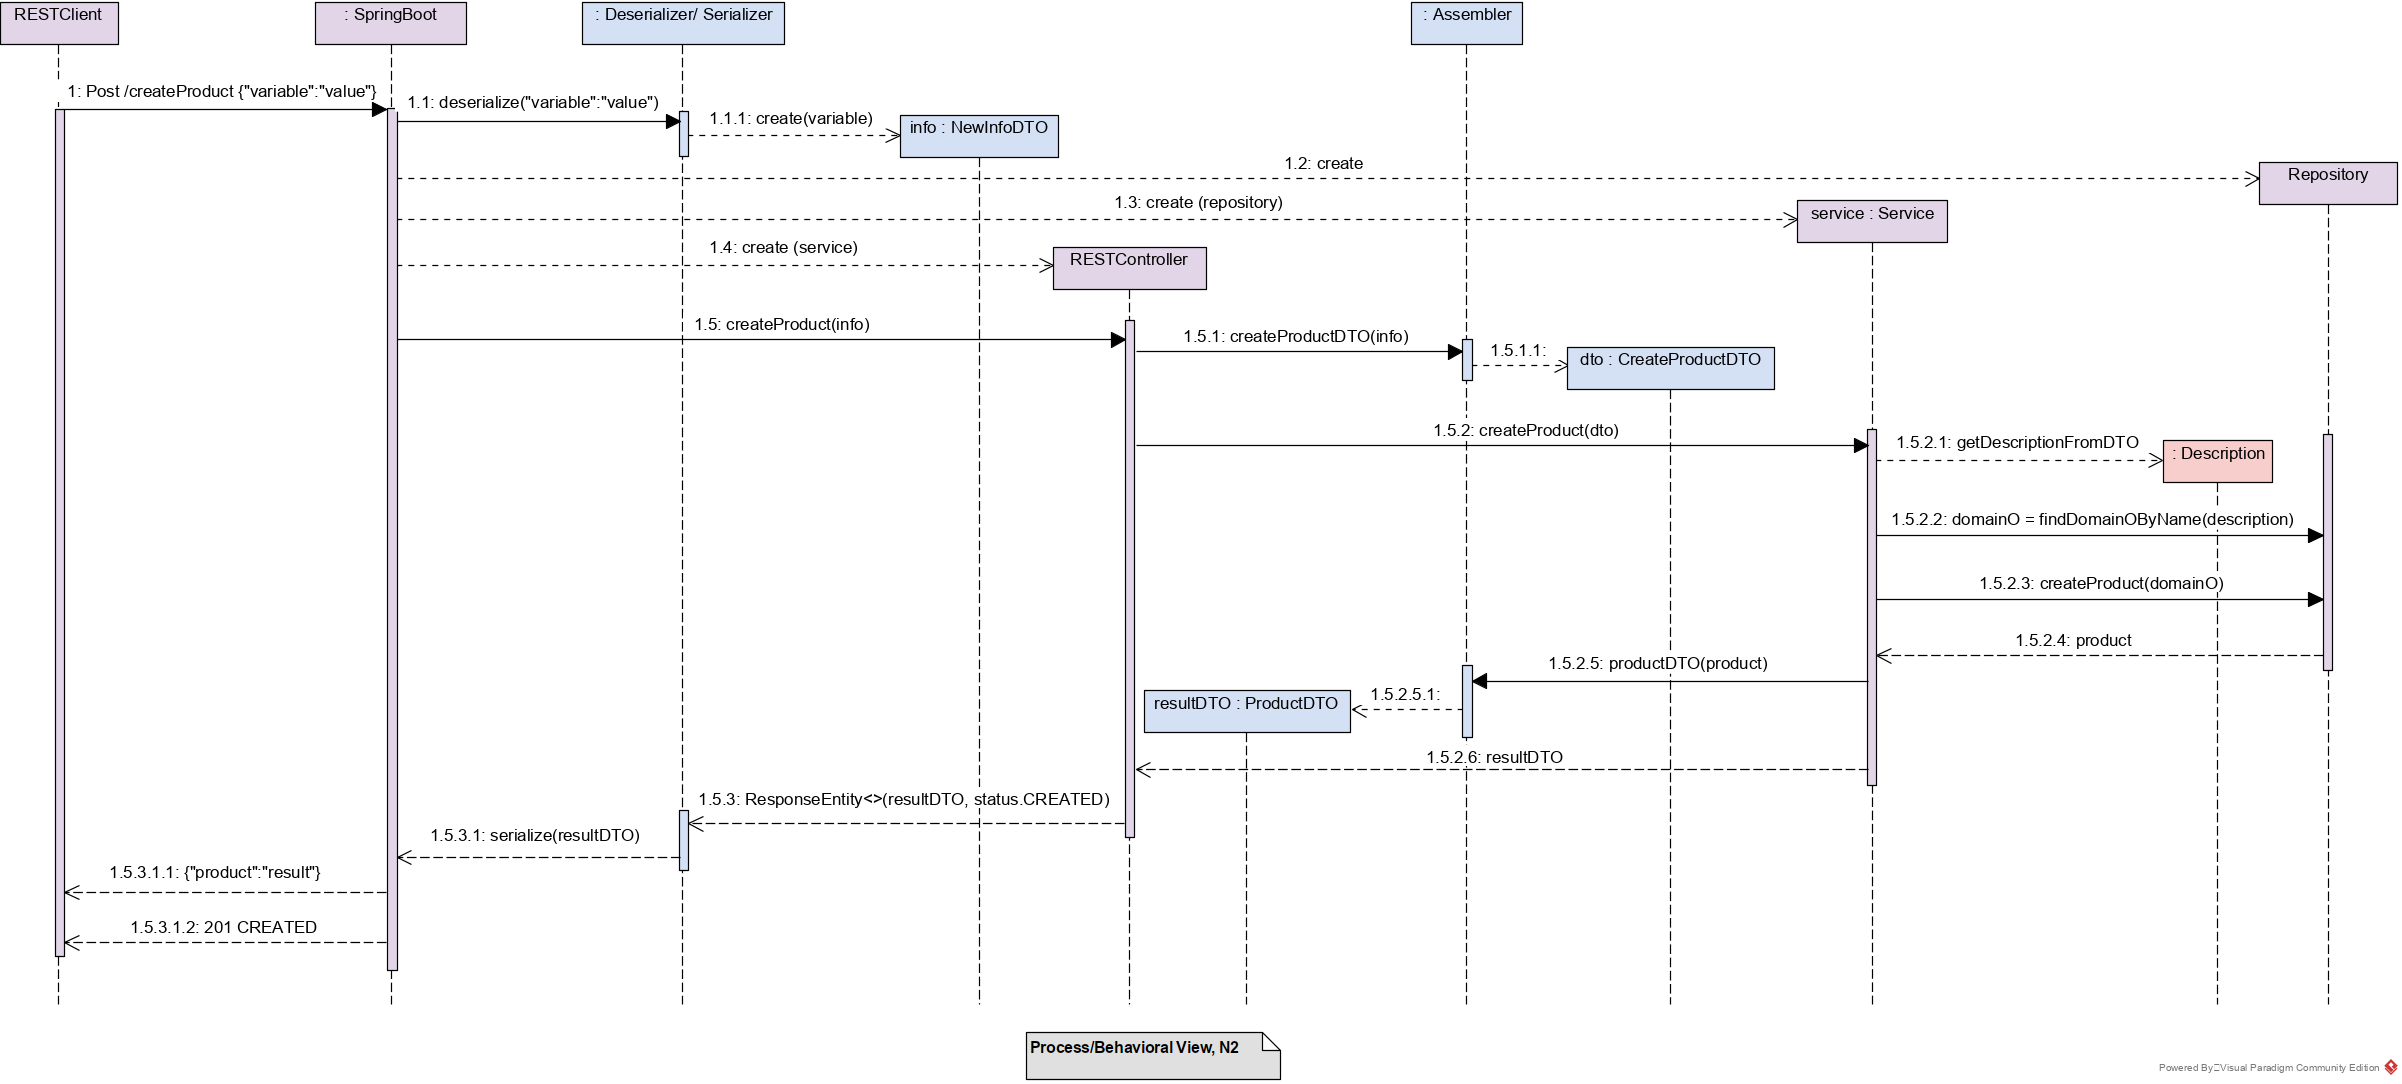 RESTClient
: SpringBoot
: Deserializer/ Serializer
: Assembler
1: Post /createProduct {"variable":"value"}
1.1: deserialize("variable":"value")
1.1.1: create(variable)
info : NewInfoDTO
1.2: create
Repository
1.3: create (repository)
service : Service
1.4: create (service)
RESTController
1.5: createProduct(info)
1.5.1: createProductDTO(info)
1.5.1.1:
dto : CreateProductDTO
1.5.2: createProduct(dto)
1.5.2.1: getDescriptionFromDTO
: Description
1.5.2.2: domainO = findDomainOByName(description)
1.5.2.3: createProduct(domainO)
1.5.2.4: product
1.5.2.5: productDTO(product)
1.5.2.5.1:
resultDTO : ProductDTO
1.5.2.6: resultDTO
1.5.3: ResponseEntity<>(resultDTO, status.CREATED)
1.5.3.1: serialize(resultDTO)
1.5.3.1.1: {"product":"result"}
1.5.3.1.2: 201 CREATED
Process/Behavioral View, N2
Powered By Visual Paradigm Community Edition